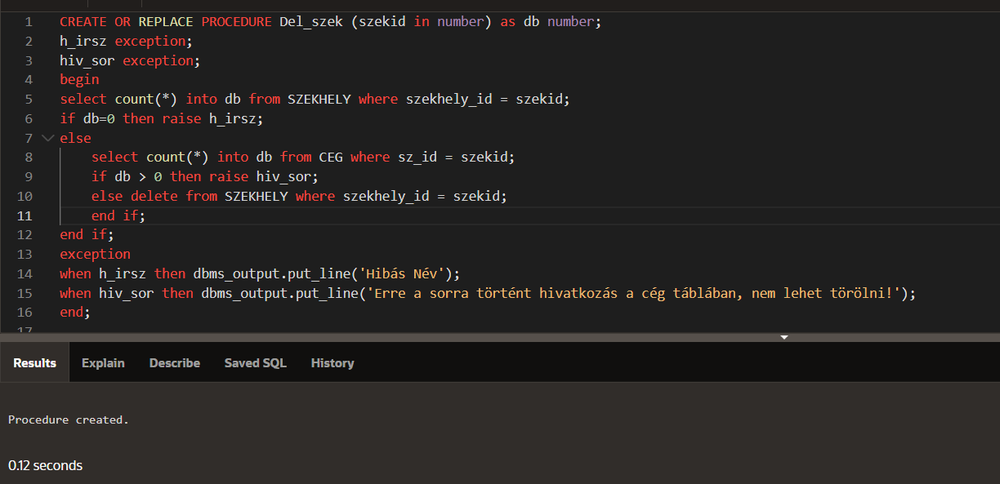 1 CREATE OR REPLACE PROCEDURE Del_szek (szekid in number) as db number;
2 h_irsz exception;
3 hiv_sor exception;
4 begin
5 select count(*) into db from SZEKHELY where szekhely_id = szekid;
6 if db=0 then raise h_irsz;
7 else
8 select count(*) into db from CEG where sz_id = szekid;
9 if db > 0 then raise hiv_sor;
10 else delete from SZEKHELY where szekhely_id = szekid;
11 end if;
12 end if;
13 exception
14 when h_irsz then dbms_output.put_line('Hibás Név');
15 when hiv_sor then dbms_output.put_line('Erre a sorra történt hivatkozás a cég táblában, nem lehet törölni!');
16 end;
17
Results Explain Describe Saved SQL History
Procedure created.
0.12 seconds